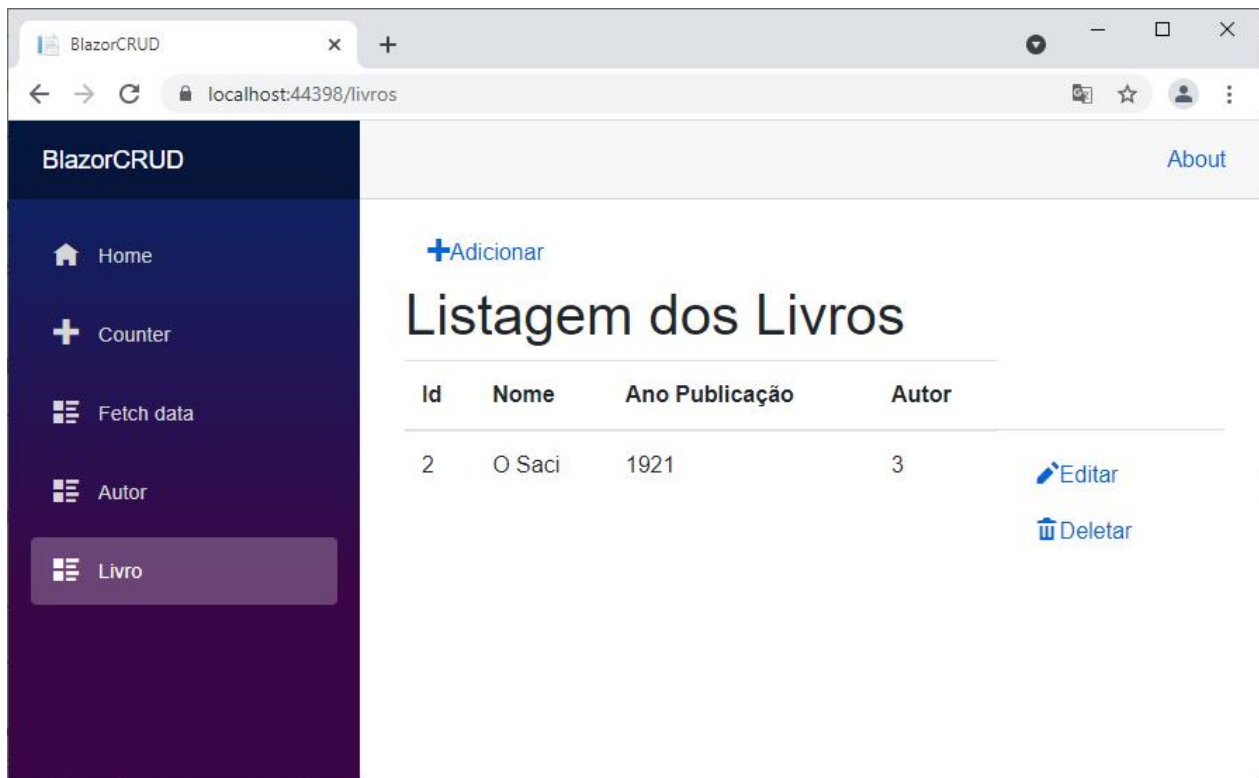 BlazorCRUD
localhost:44398/livros
BlazorCRUD
About
Home
Counter
Fetch data
Autor
Livro
Adicionar
Listagem dos Livros
Id Nome Ano Publicação Autor
2 O Saci 1921 3
Editar
Deletar